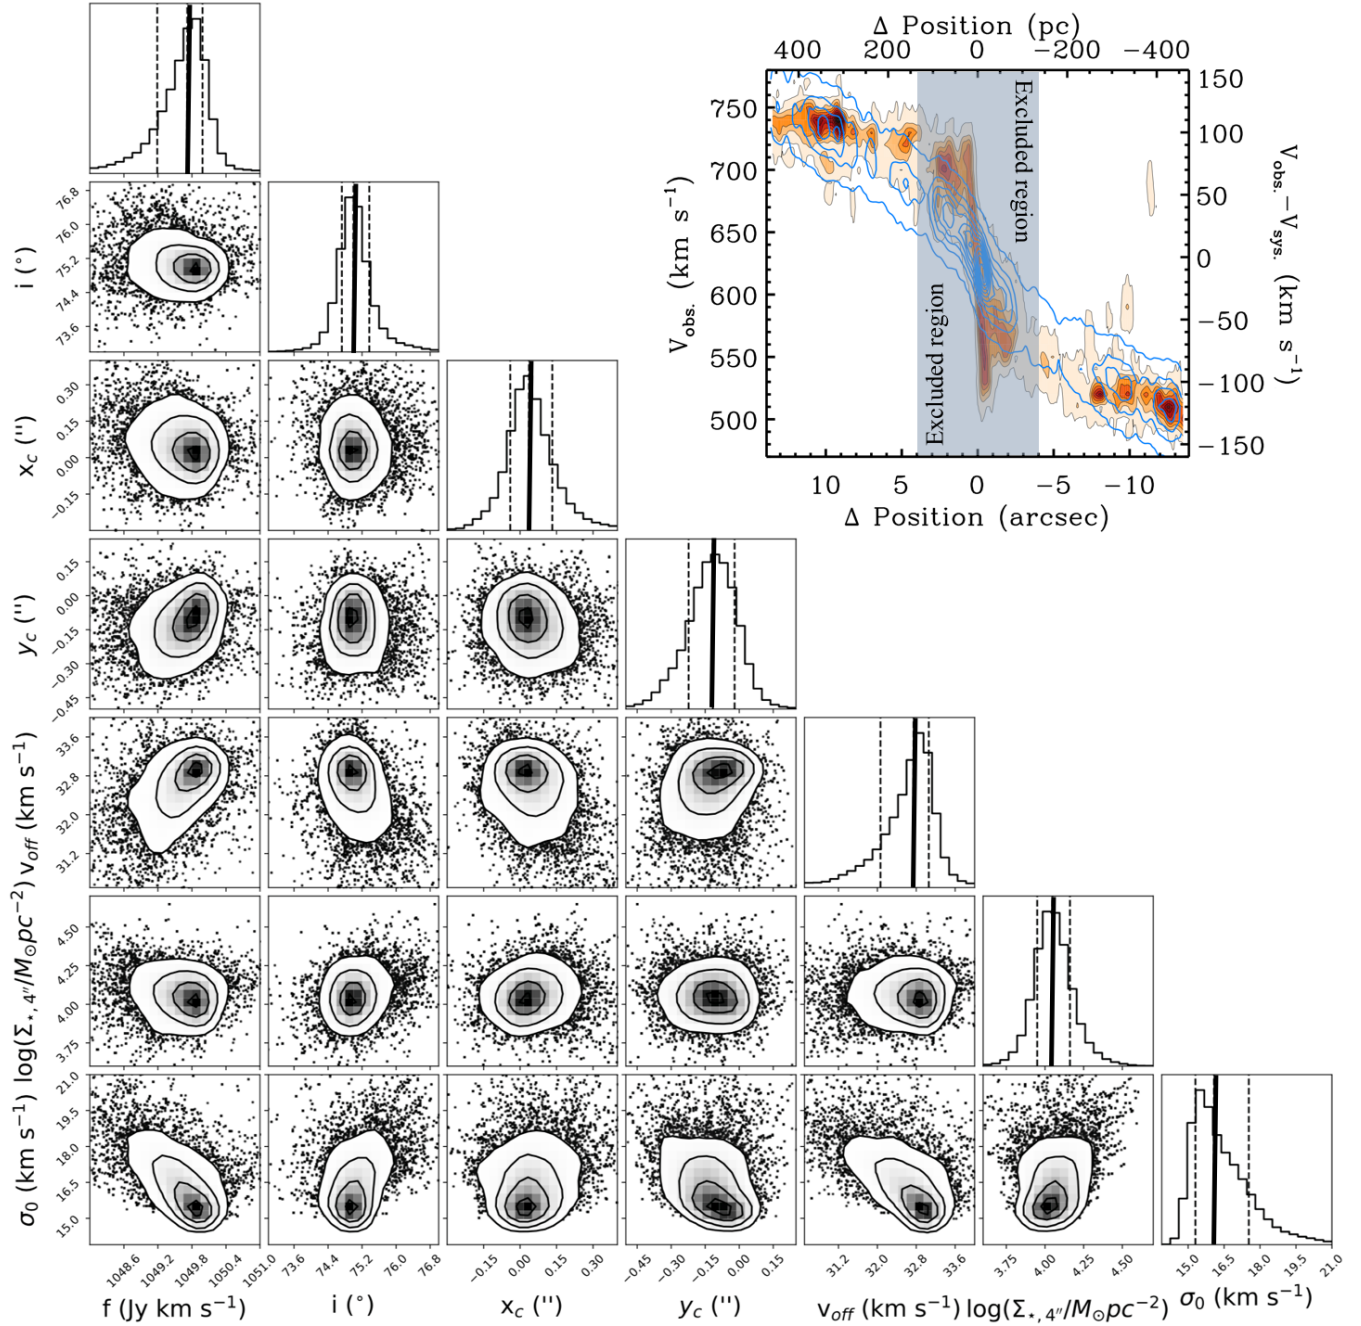 Δ Position (pc)
400 200 0 −200 −400
750
700
650
600
550
500
V_obs. (km s⁻¹)
150
100
50
0
−50
−100
−150
V_obs.−V_sys. (km s⁻¹)
Excluded region
Excluded region
10 5 0 −5 −10
Δ Position (arcsec)
i (°)
76.8
76.0
75.2
74.4
73.6
x_c ('')
0.30
0.15
0.00
−0.15
y_c ('')
0.15
0.00
−0.15
−0.30
−0.45
v_off (km s⁻¹)
33.6
32.8
32.0
31.2
log(Σ_⋆,4″/M_⊙pc⁻²)
4.50
4.25
4.00
3.75
σ₀ (km s⁻¹)
21.0
19.5
18.0
16.5
15.0
1048.6 1049.2 1049.8 1050.4 1051.0
73.6 74.4 75.2 76.0 76.8
−0.15 0.00 0.15 0.30
−0.45 −0.30 −0.15 0.00 0.15
31.2 32.0 32.8 33.6
3.75 4.00 4.25 4.50
15.0 16.5 18.0 19.5 21.0
f (Jy km s⁻¹)
i (°)
x_c ('')
y_c ('')
v_off (km s⁻¹)
log(Σ_⋆,4″/M_⊙pc⁻²)
σ₀ (km s⁻¹)